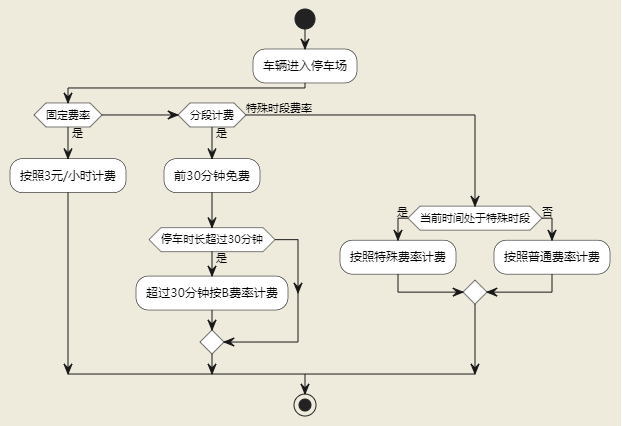 车辆进入停车场
固定费率
分段计费
特殊时段费率
是
是
按照3元/小时计费
前30分钟免费
是
当前时间处于特殊时段
否
停车时长超过30分钟
是
按照特殊费率计费
按照普通费率计费
超过30分钟按B费率计费